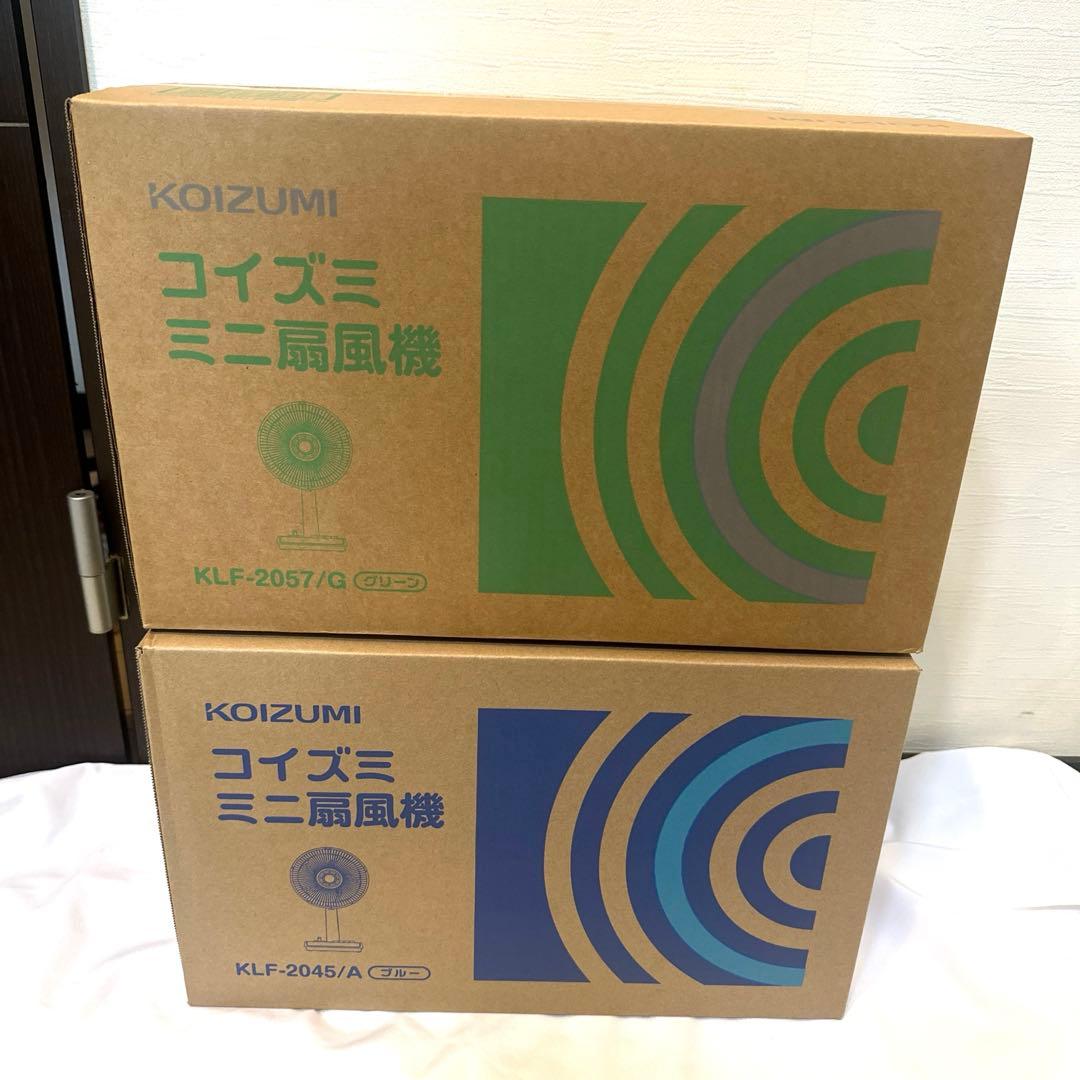 KOIZUMI
コイズミ
ミニ扇風機
KLF-2057/G グリーン
KOIZUMI
コイズミ
ミニ扇風機
KLF-2045/A ブルー